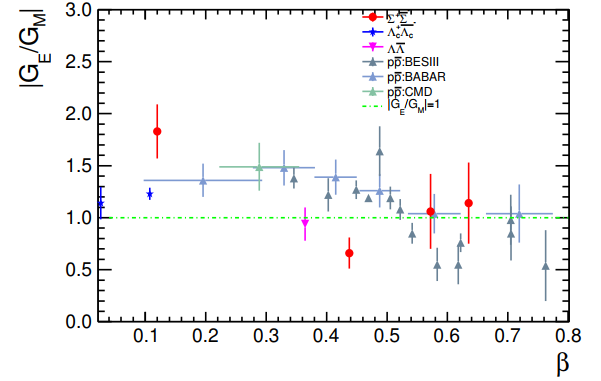 |G_E/G_M|
3.0
2.5
2.0
1.5
1.0
0.5
0.0
Σ⁺Σ̅⁻
Λc⁺Λ̅c⁻
ΛΛ̅
pp̅:BESIII
pp̅:BABAR
pp̅:CMD
|G_E/G_M|=1
0.1 0.2 0.3 0.4 0.5 0.6 0.7 0.8
β